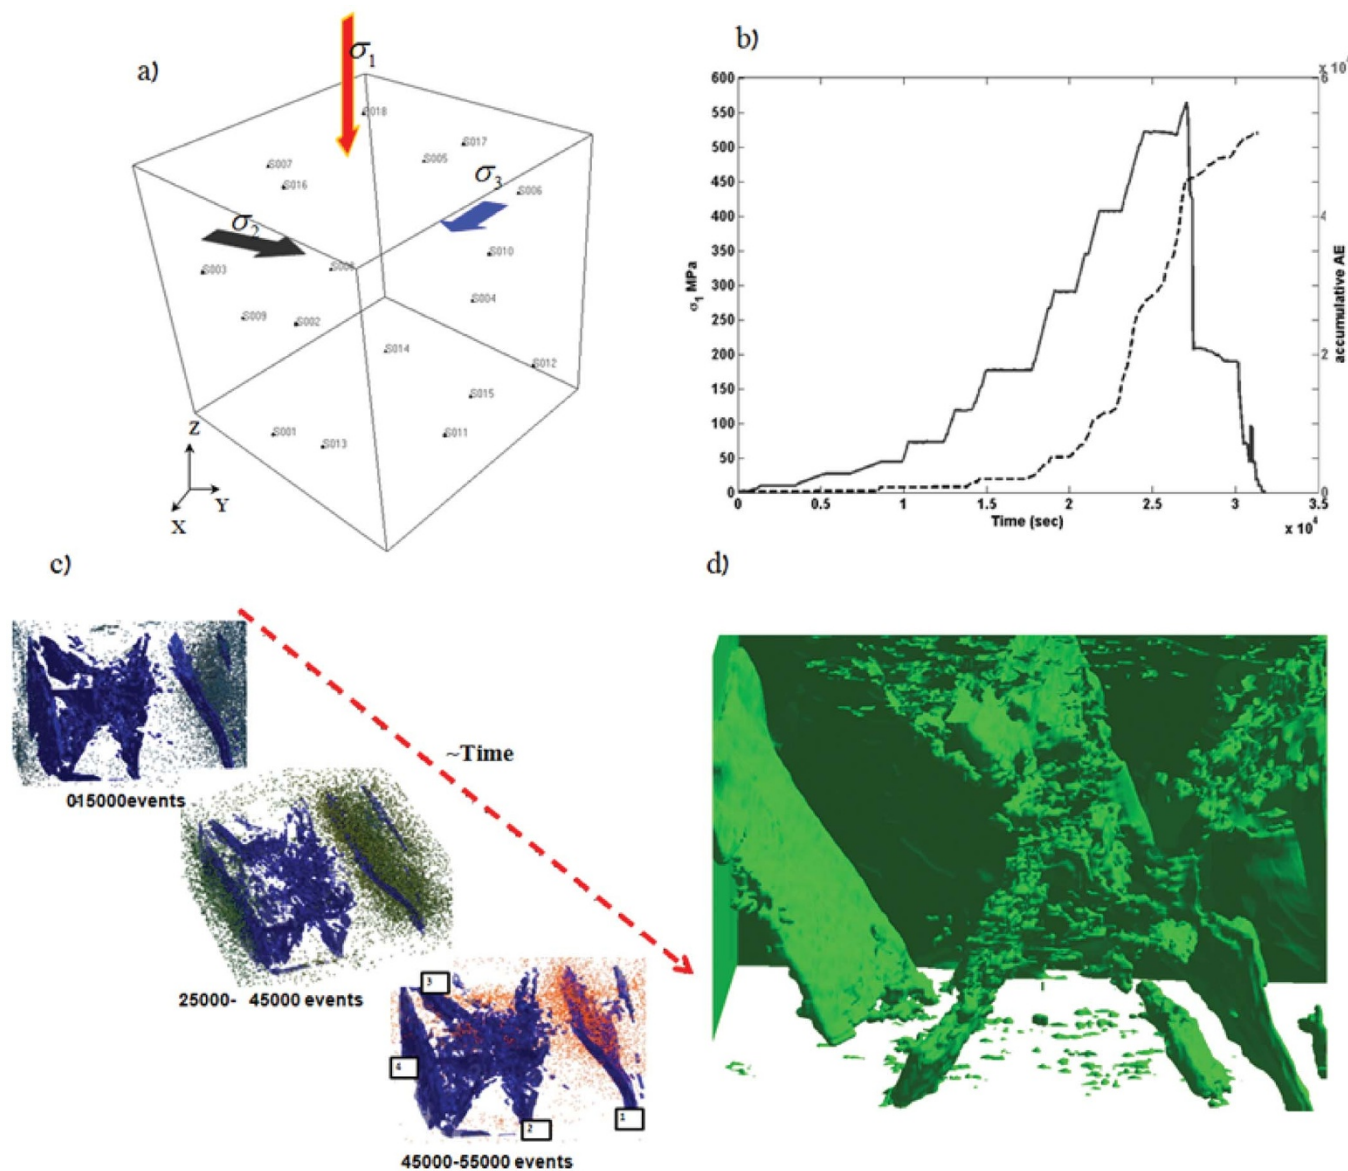 a)
σ1
S018
S017
S005
S007
S016
σ3
S006
σ2
S010
S003
S008
S004
S009
S002
S014
S012
S015
S001
S013
S011
Z
Y
X
b)
600
550
500
450
400
350
300
250
200
150
100
50
0
σ1 MPa
0
0.5
1
1.5
2
2.5
3
3.5
Time (sec)
x 10⁴
4
2
0
accumulative AE
c)
~Time
0-15000events
25000- 45000 events
3
4
2
1
45000-55000 events
d)